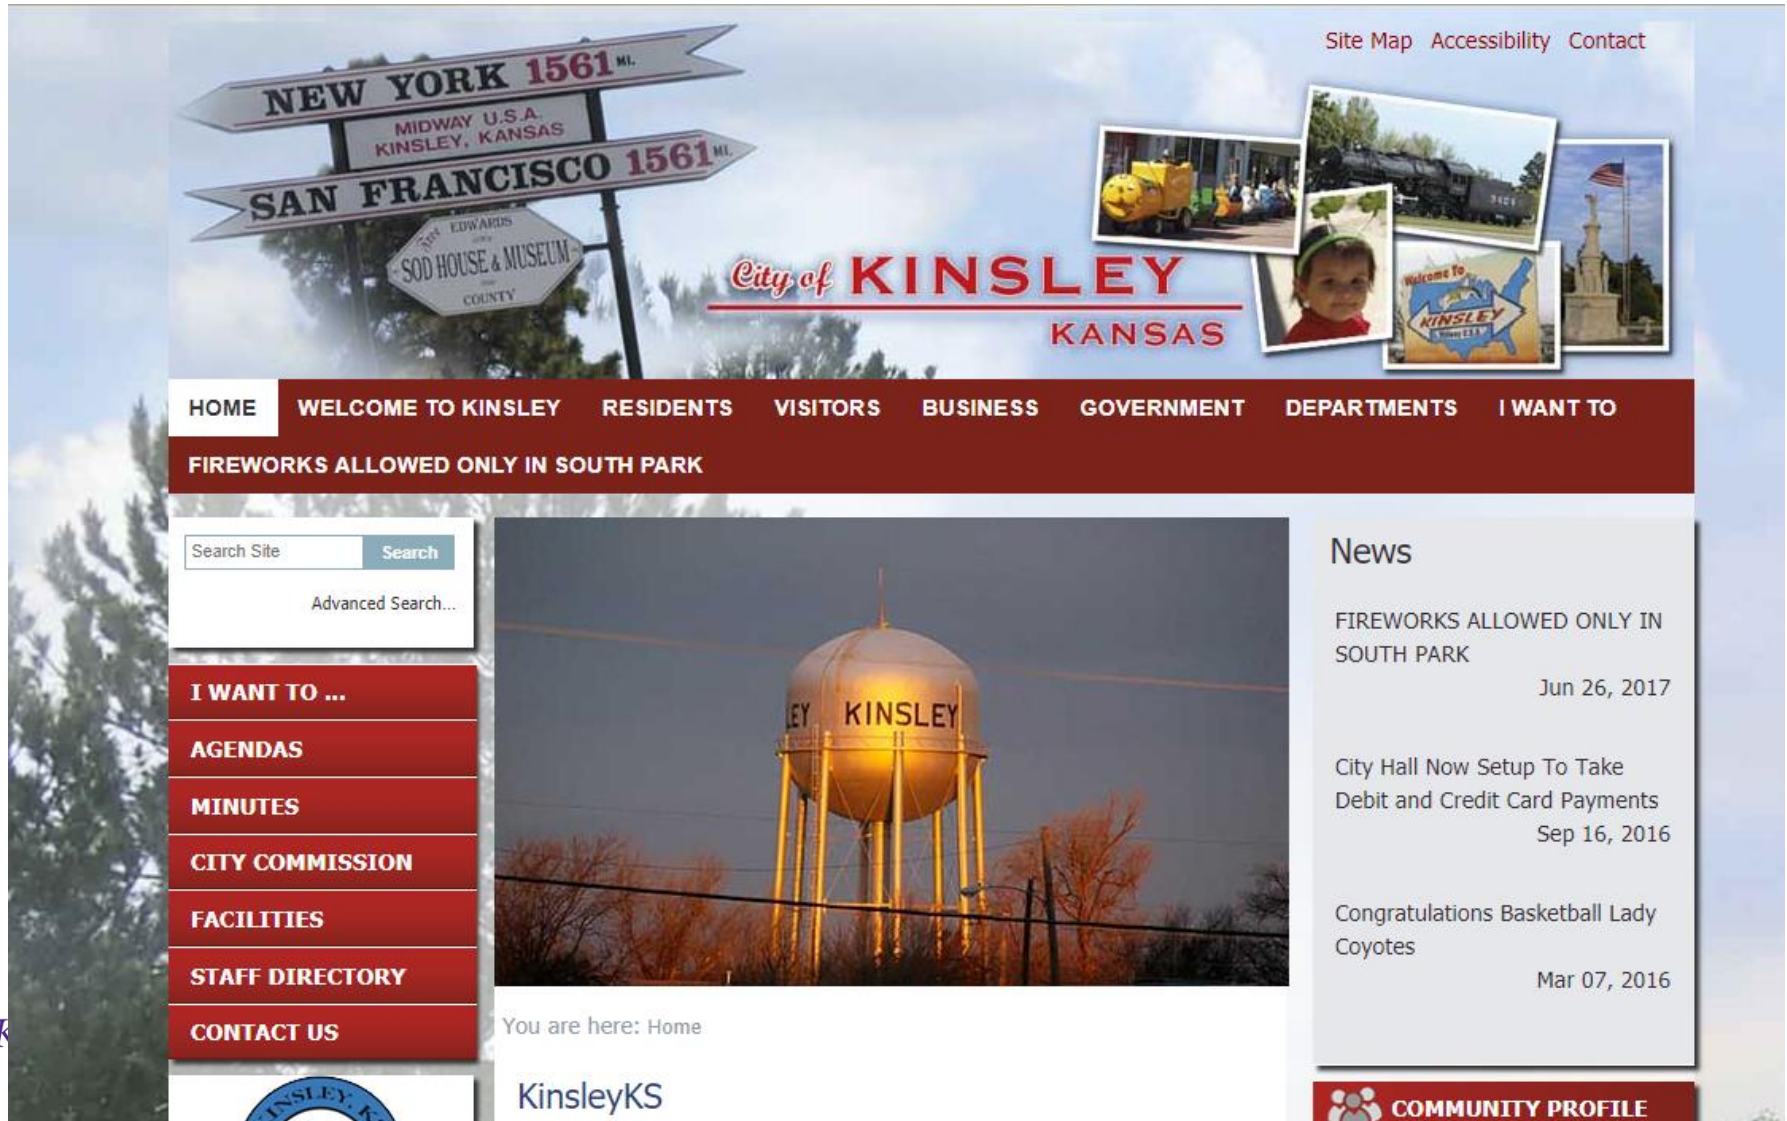 Site Map Accessibility Contact
NEW YORK 1561 MI.
MIDWAY U.S.A.
KINSLEY, KANSAS
SAN FRANCISCO 1561 MI.
EDWARDS
SOD HOUSE & MUSEUM
COUNTY
City of KINSLEY
KANSAS
3424
Welcome To
KINSLEY
HOME WELCOME TO KINSLEY RESIDENTS VISITORS BUSINESS GOVERNMENT DEPARTMENTS I WANT TO
FIREWORKS ALLOWED ONLY IN SOUTH PARK
Search Site Search
Advanced Search...
I WANT TO ...
AGENDAS
MINUTES
CITY COMMISSION
FACILITIES
STAFF DIRECTORY
CONTACT US
KINSLEY
News
FIREWORKS ALLOWED ONLY IN
SOUTH PARK
Jun 26, 2017
City Hall Now Setup To Take
Debit and Credit Card Payments
Sep 16, 2016
Congratulations Basketball Lady
Coyotes
Mar 07, 2016
You are here: Home
KinsleyKS
COMMUNITY PROFILE